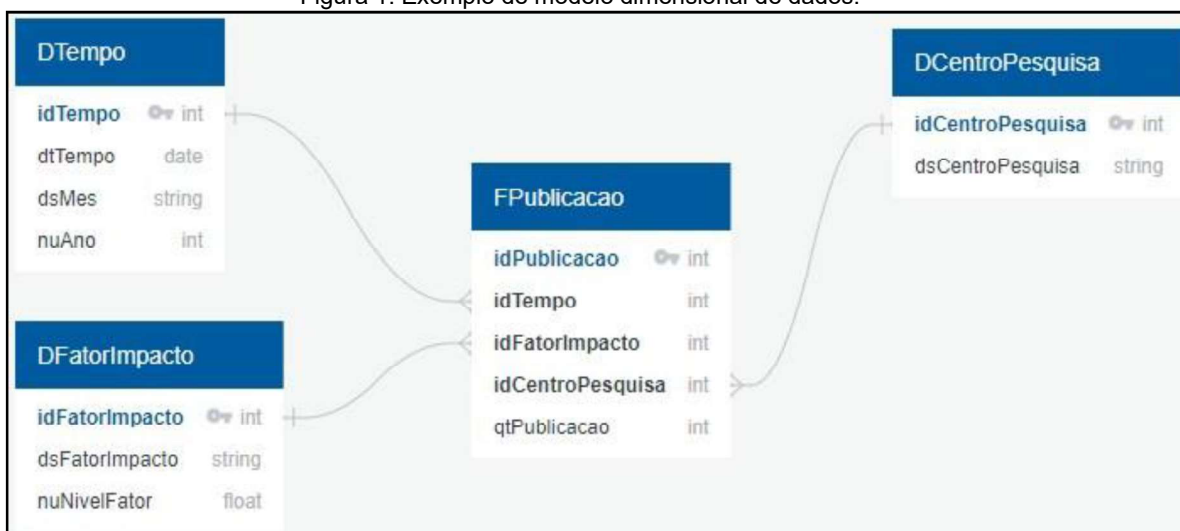 Figura 1: Exemplo de modelo dimensional de dados.
DTempo
idTempo int
dtTempo date
dsMes string
nuAno int
DFatorImpacto
idFatorImpacto int
dsFatorImpacto string
nuNivelFator float
FPublicacao
idPublicacao int
idTempo int
idFatorImpacto int
idCentroPesquisa int
qtPublicacao int
DCentroPesquisa
idCentroPesquisa int
dsCentroPesquisa string